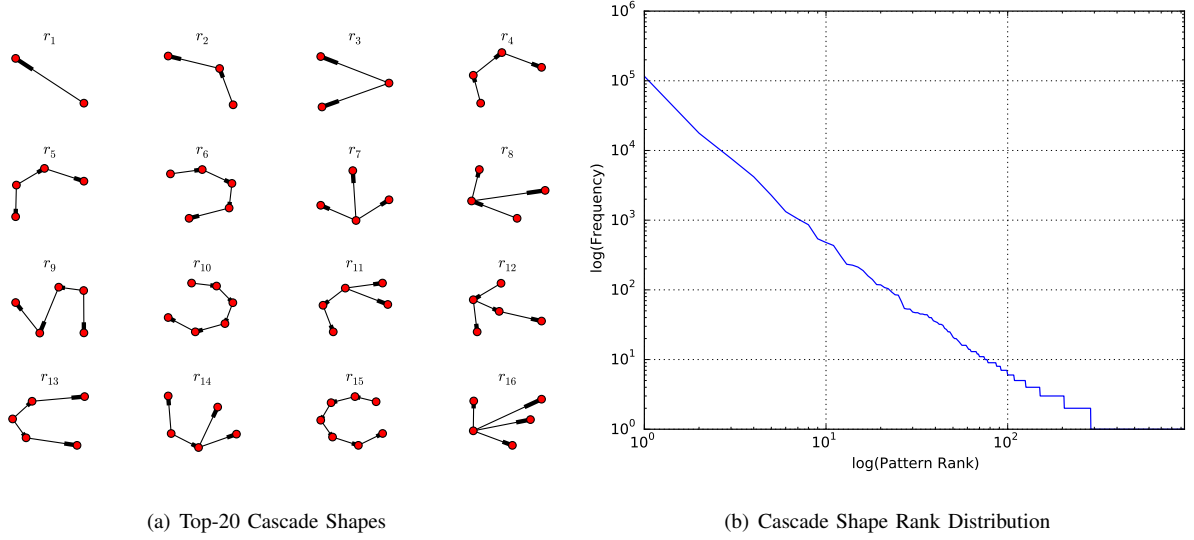 r1 r2 r3 r4
r5 r6 r7 r8
r9 r10 r11 r12
r13 r14 r15 r16
(a) Top-20 Cascade Shapes
log(Frequency)
10^6
10^5
10^4
10^3
10^2
10^1
10^0
10^0 10^1 10^2
log(Pattern Rank)
(b) Cascade Shape Rank Distribution